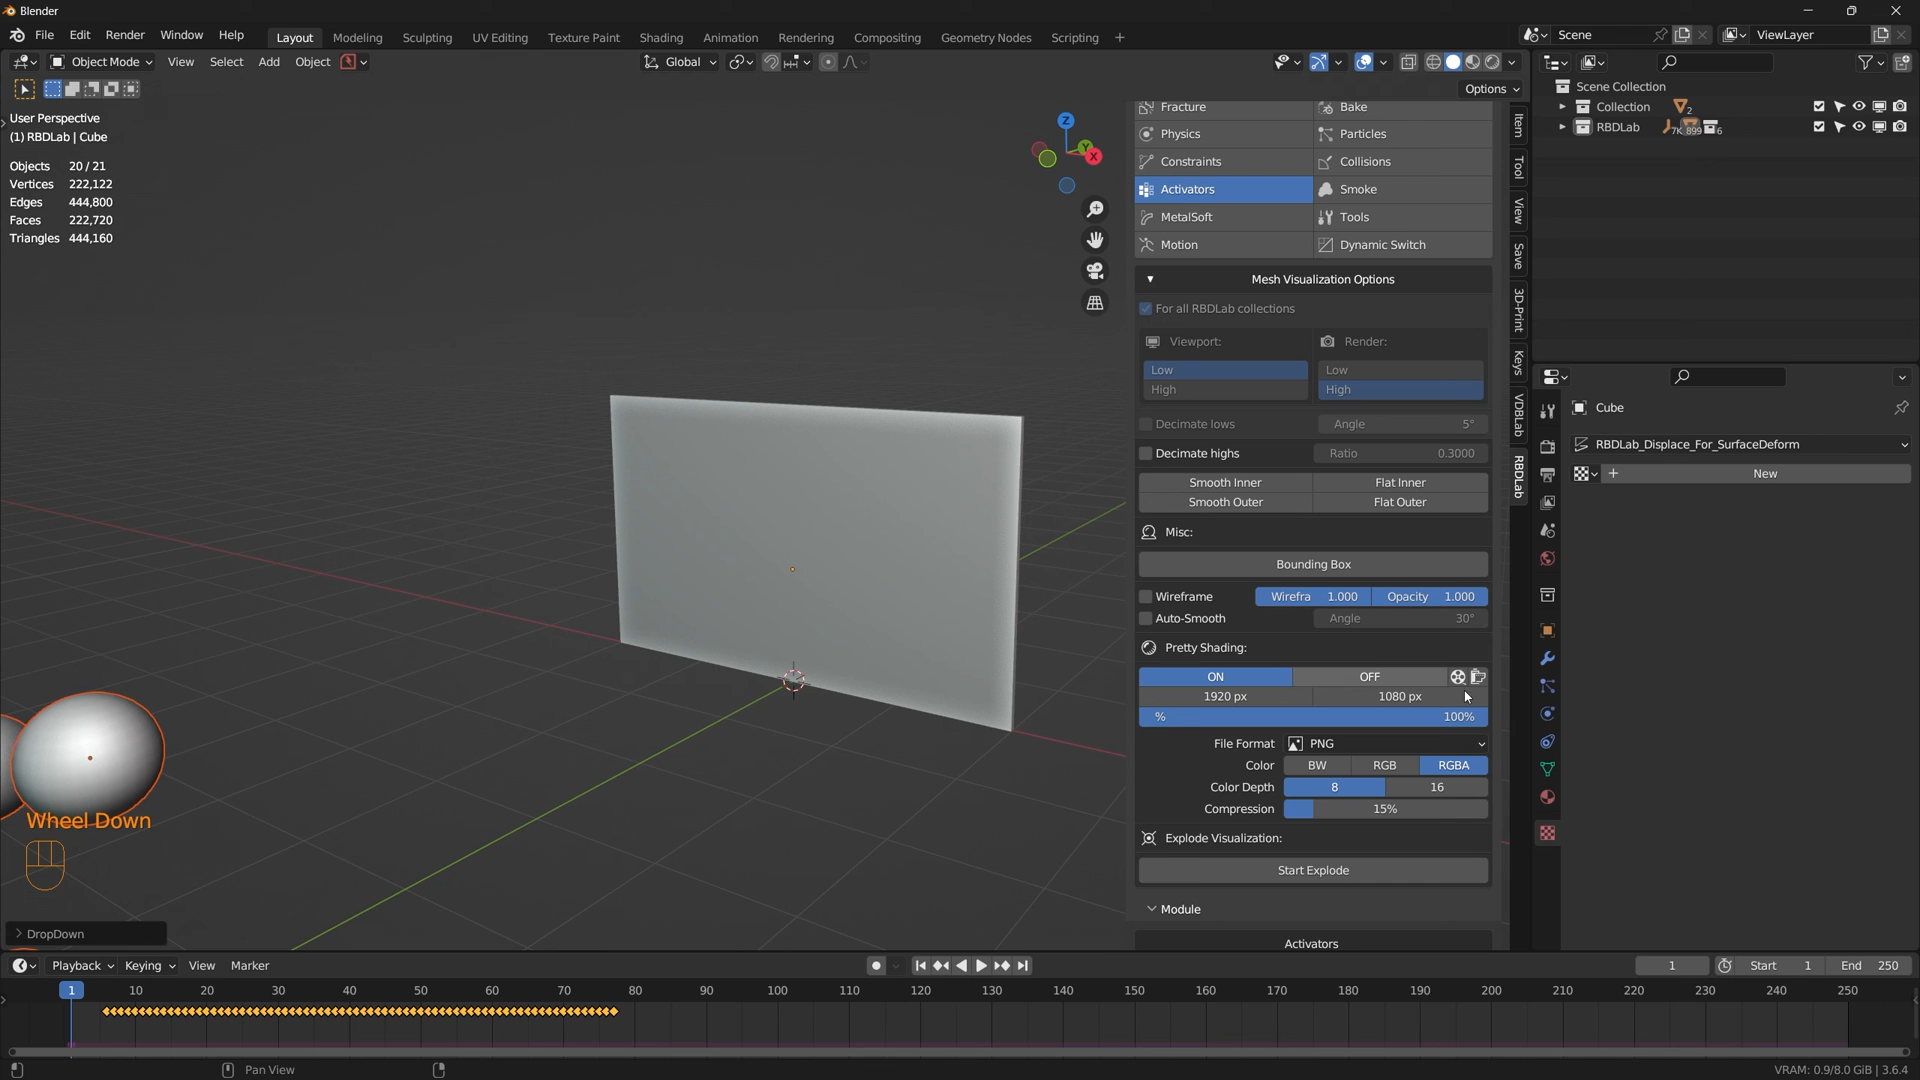 Blender
File Edit Render Window Help Layout Modeling Sculpting UV Editing Texture Paint Shading Animation Rendering Compositing Geometry Nodes Scripting + Scene ViewLayer
Object Mode View Select Add Object Global
Options
User Perspective
(1) RBDLab | Cube
Objects 20 / 21
Vertices 222,122
Edges 444,800
Faces 222,720
Triangles 444,160
Z
Y
X
Fracture Bake
Physics Particles
Constraints Collisions
Activators Smoke
MetalSoft Tools
Motion Dynamic Switch
Mesh Visualization Options
For all RBDLab collections
Viewport: Render:
Low Low
High High
Decimate lows Angle 5°
Decimate highs Ratio 0.3000
Smooth Inner Flat Inner
Smooth Outer Flat Outer
Misc:
Bounding Box
Wireframe Wirefra 1.000 Opacity 1.000
Auto-Smooth Angle 30°
Pretty Shading:
ON OFF
1920 px 1080 px
% 100%
File Format PNG
Color BW RGB RGBA
Color Depth 8 16
Compression 15%
Explode Visualization:
Start Explode
Module
Activators
Item
Tool
View
Save
3D-Print
Keys
VDBLab
RBDLab
Scene Collection
Collection 2
RBDLab 7K 899 6
Cube
RBDLab_Displace_For_SurfaceDeform
+ New
Wheel Down
DropDown
Playback Keying View Marker 1 Start 1 End 250
1 10 20 30 40 50 60 70 80 90 100 110 120 130 140 150 160 170 180 190 200 210 220 230 240 250
Pan View VRAM: 0.9/8.0 GiB | 3.6.4